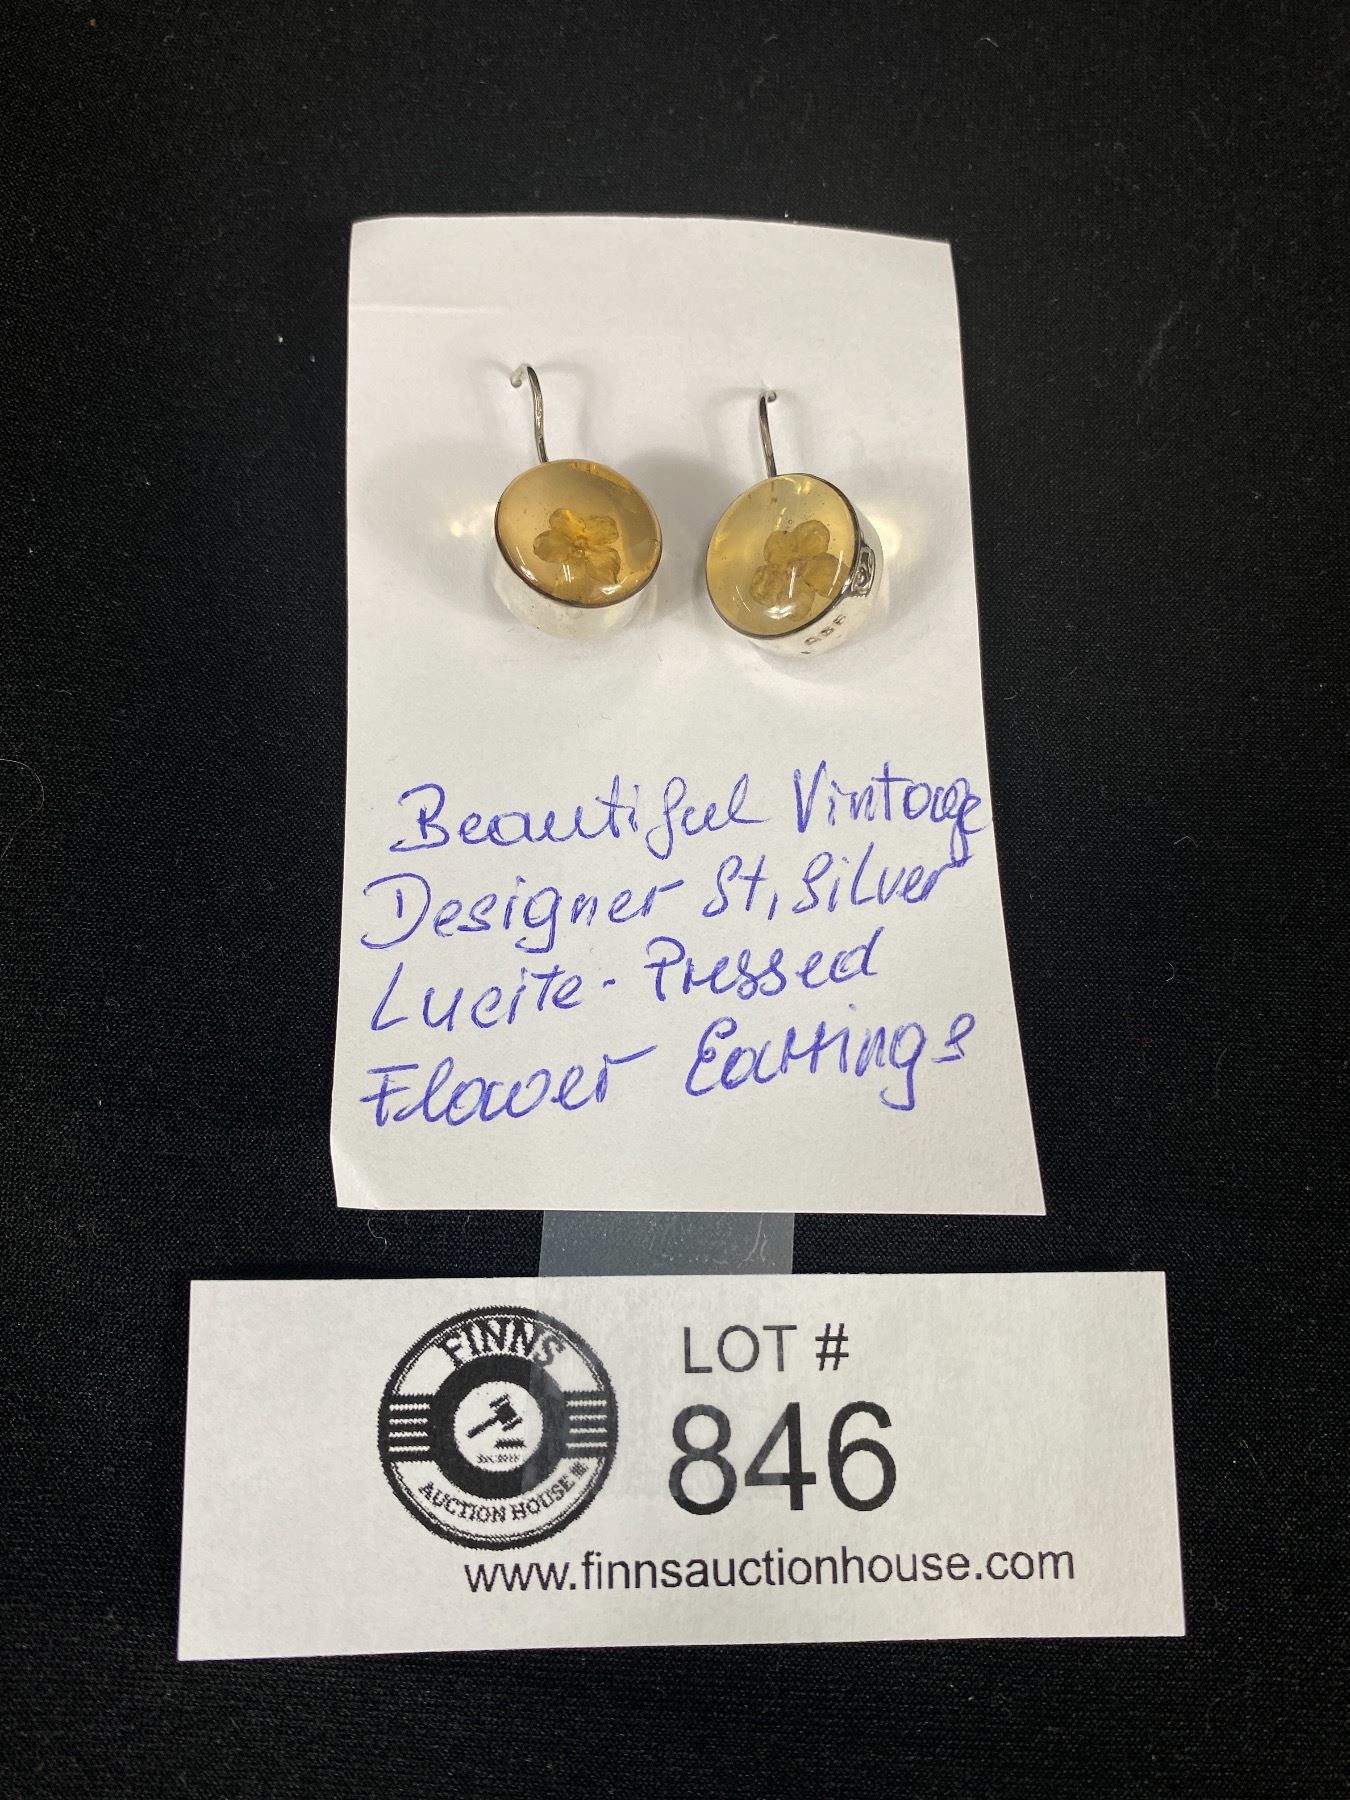 Beautiful Vintage
Designer St, Silver
Lucite - Pressed
Flower Earrings
FINNS
AUCTION HOUSE
LOT #
846
www.finnsauctionhouse.com